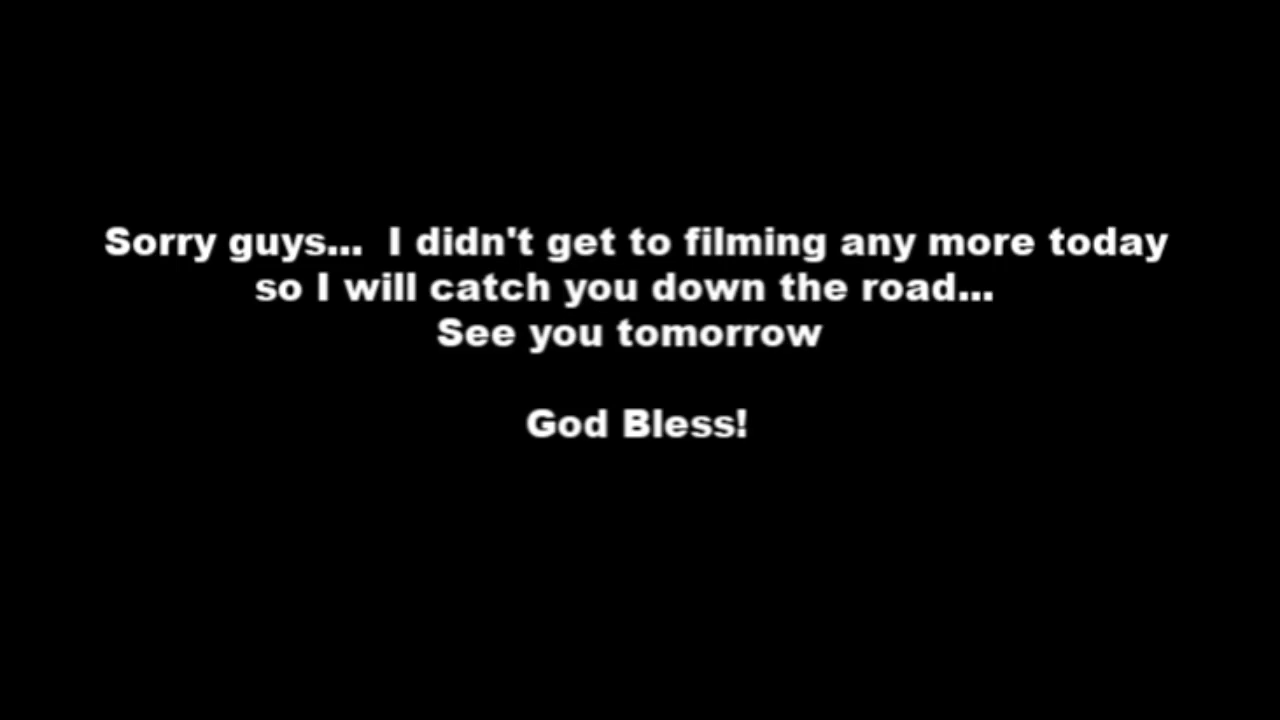 Sorry guys...  I didn't get to filming any more today
so I will catch you down the road...
See you tomorrow
God Bless!